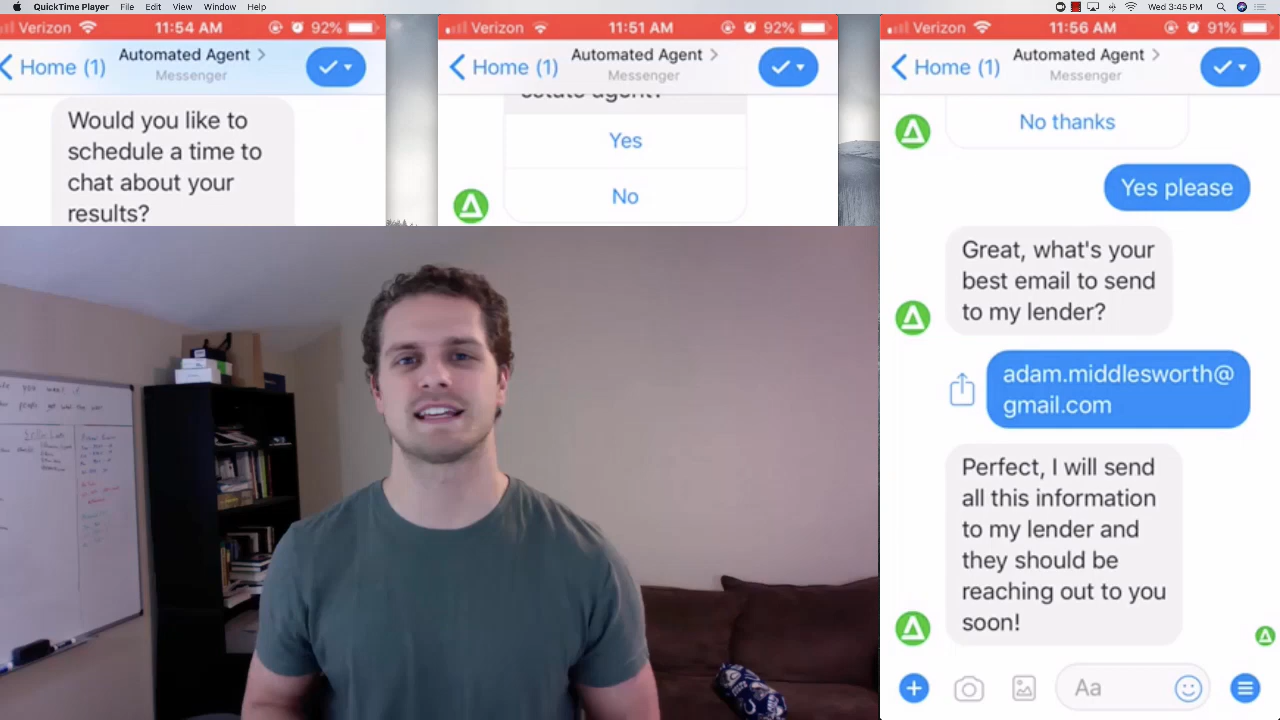 QuickTime Player File Edit View Window Help
Wed 3:45 PM
Verizon 11:54 AM 92%
Home (1) Automated Agent
Messenger
Would you like to
schedule a time to
chat about your
results?
Verizon 11:51 AM 92%
Home (1) Automated Agent
Messenger
estate agent?
Yes
No
Verizon 11:56 AM 91%
Home (1) Automated Agent
Messenger
No thanks
Yes please
Great, what's your
best email to send
to my lender?
adam.middlesworth@
gmail.com
Perfect, I will send
all this information
to my lender and
they should be
reaching out to you
soon!
Aa